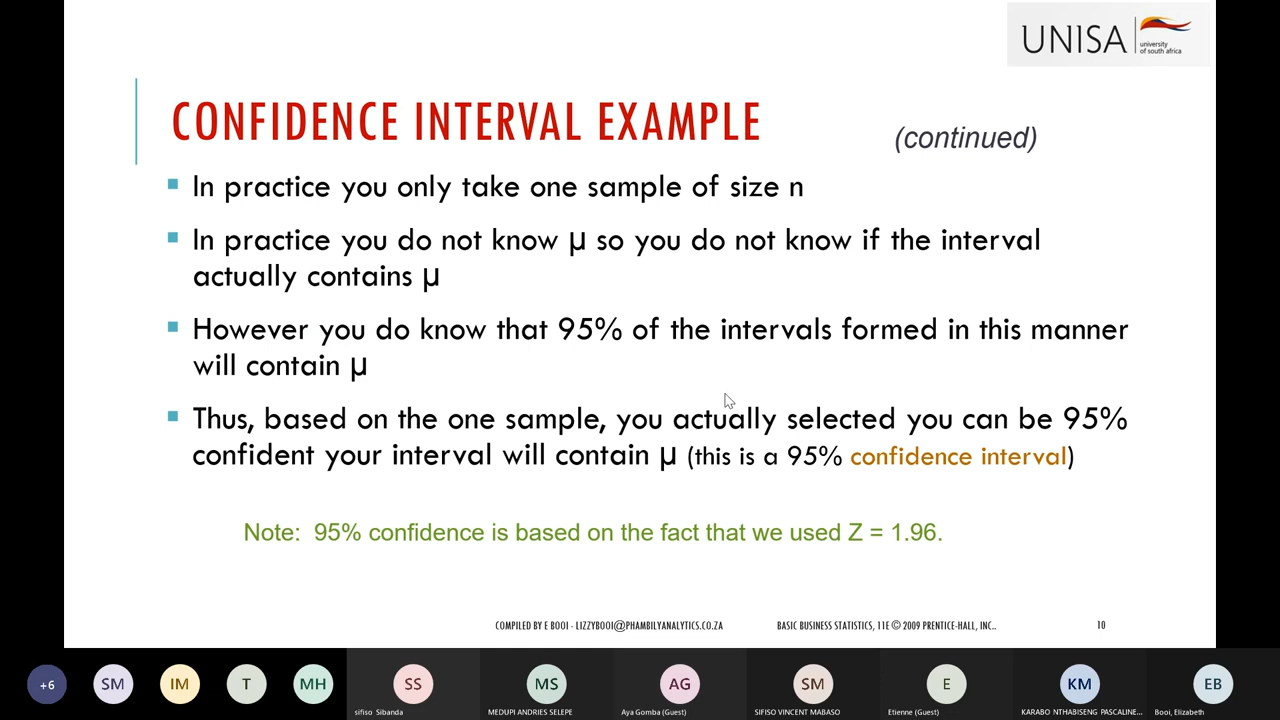 UNISA
university
of south africa
CONFIDENCE INTERVAL EXAMPLE
(continued)
In practice you only take one sample of size n
In practice you do not know µ so you do not know if the interval
actually contains µ
However you do know that 95% of the intervals formed in this manner
will contain µ
Thus, based on the one sample, you actually selected you can be 95%
confident your interval will contain µ (this is a 95% confidence interval)
Note: 95% confidence is based on the fact that we used Z = 1.96.
COMPILED BY E BOOI - LIZZYBOOI@PHAMBILYANALYTICS.CO.ZA
BASIC BUSINESS STATISTICS, 11E © 2009 PRENTICE-HALL, INC..
10
+6
SM
IM
T
MH
SS
MS
AG
SM
E
KM
EB
sifiso Sibanda
MEDUPI ANDRIES SELEPE
Aya Gomba (Guest)
SIFISO VINCENT MABASO
Etienne (Guest)
KARABO NTHABISENG PASCALINE...
Booi, Elizabeth